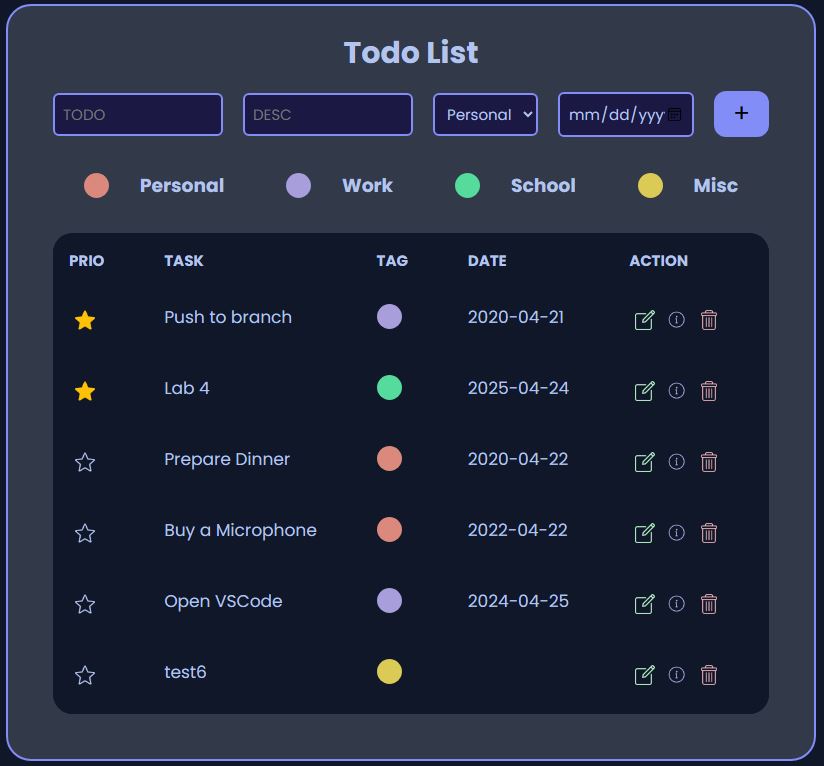 Todo List
TODO DESC Personal mm/dd/yyy +
Personal Work School Misc
PRIO TASK TAG DATE ACTION
Push to branch 2020-04-21
Lab 4 2025-04-24
Prepare Dinner 2020-04-22
Buy a Microphone 2022-04-22
Open VSCode 2024-04-25
test6